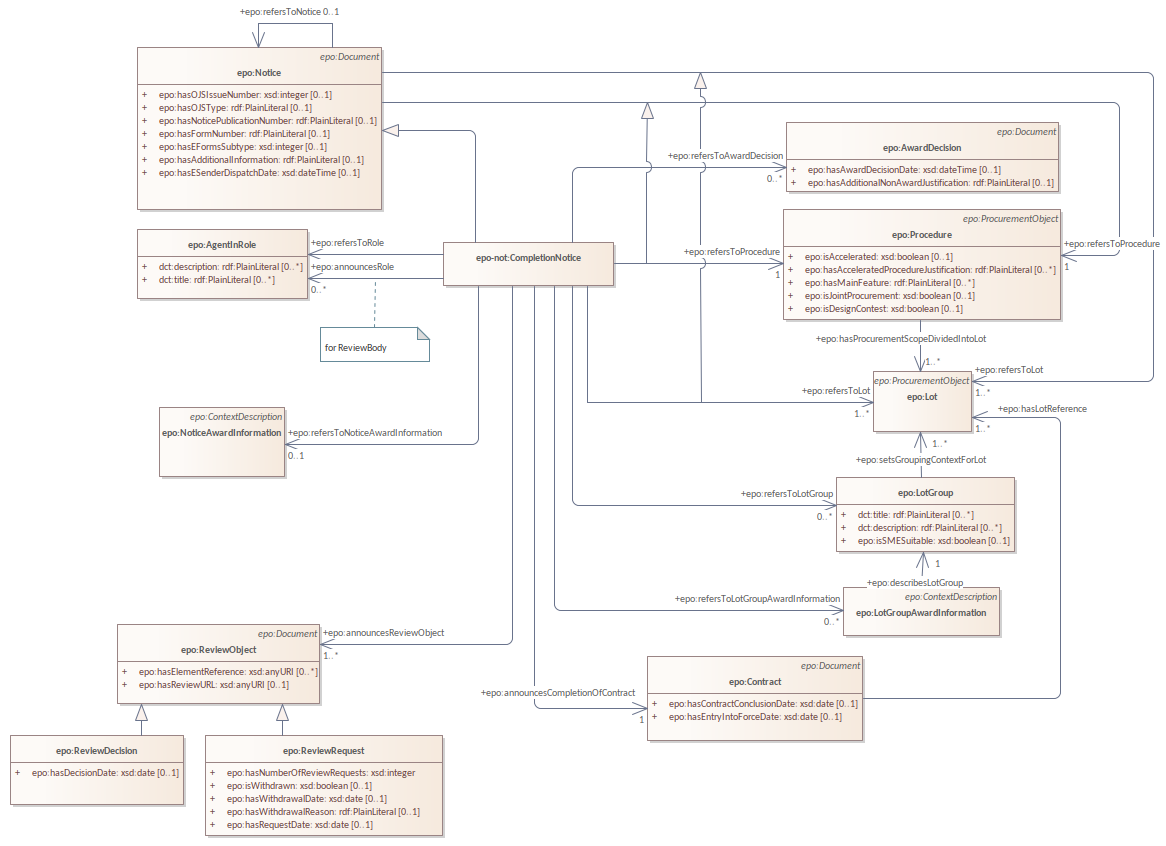 +epo:refersToNotice 0..1
epo:Document
epo:Notice
+ epo:hasOJSIssueNumber: xsd:integer [0..1]
+ epo:hasOJSType: rdf:PlainLiteral [0..1]
+ epo:hasNoticePublicationNumber: rdf:PlainLiteral [0..1]
+ epo:hasFormNumber: rdf:PlainLiteral [0..1]
+ epo:hasEFormsSubtype: xsd:integer [0..1]
+ epo:hasAdditionalInformation: rdf:PlainLiteral [0..1]
+ epo:hasESenderDispatchDate: xsd:dateTime [0..1]
epo:Document
epo:AwardDecision
+ epo:hasAwardDecisionDate: xsd:dateTime [0..1]
+ epo:hasAdditionalNonAwardJustification: rdf:PlainLiteral [0..1]
+epo:refersToAwardDecision
0..*
epo:AgentInRole
+ dct:description: rdf:PlainLiteral [0..*]
+ dct:title: rdf:PlainLiteral [0..*]
+epo:refersToRole
+epo:announcesRole
0..*
for ReviewBody
epo-not:CompletionNotice
+epo:refersToProcedure
1
epo:ProcurementObject
epo:Procedure
+ epo:isAccelerated: xsd:boolean [0..1]
+ epo:hasAcceleratedProcedureJustification: rdf:PlainLiteral [0..*]
+ epo:hasMainFeature: rdf:PlainLiteral [0..*]
+ epo:isJointProcurement: xsd:boolean [0..1]
+ epo:isDesignContest: xsd:boolean [0..1]
+epo:refersToProcedure
1
+epo:hasProcurementScopeDividedIntoLot
1..*
epo:ProcurementObject
epo:Lot
+epo:refersToLot
1..*
+epo:refersToLot
1..*
+epo:hasLotReference
1..*
epo:ContextDescription
epo:NoticeAwardInformation
+epo:refersToNoticeAwardInformation
0..1
1..*
+epo:setsGroupingContextForLot
epo:LotGroup
+ dct:title: rdf:PlainLiteral [0..*]
+ dct:description: rdf:PlainLiteral [0..*]
+ epo:isSMESuitable: xsd:boolean [0..1]
+epo:refersToLotGroup
0..*
1
+epo:describesLotGroup
epo:ContextDescription
epo:LotGroupAwardInformation
+epo:refersToLotGroupAwardInformation
0..*
epo:Document
epo:ReviewObject
+ epo:hasElementReference: xsd:anyURI [0..*]
+ epo:hasReviewURL: xsd:anyURI [0..1]
+epo:announcesReviewObject
1..*
epo:Document
epo:Contract
+ epo:hasContractConclusionDate: xsd:date [0..1]
+ epo:hasEntryIntoForceDate: xsd:date [0..1]
+epo:announcesCompletionOfContract
1
epo:ReviewDecision
+ epo:hasDecisionDate: xsd:date [0..1]
epo:ReviewRequest
+ epo:hasNumberOfReviewRequests: xsd:integer
+ epo:isWithdrawn: xsd:boolean [0..1]
+ epo:hasWithdrawalDate: xsd:date [0..1]
+ epo:hasWithdrawalReason: rdf:PlainLiteral [0..1]
+ epo:hasRequestDate: xsd:date [0..1]